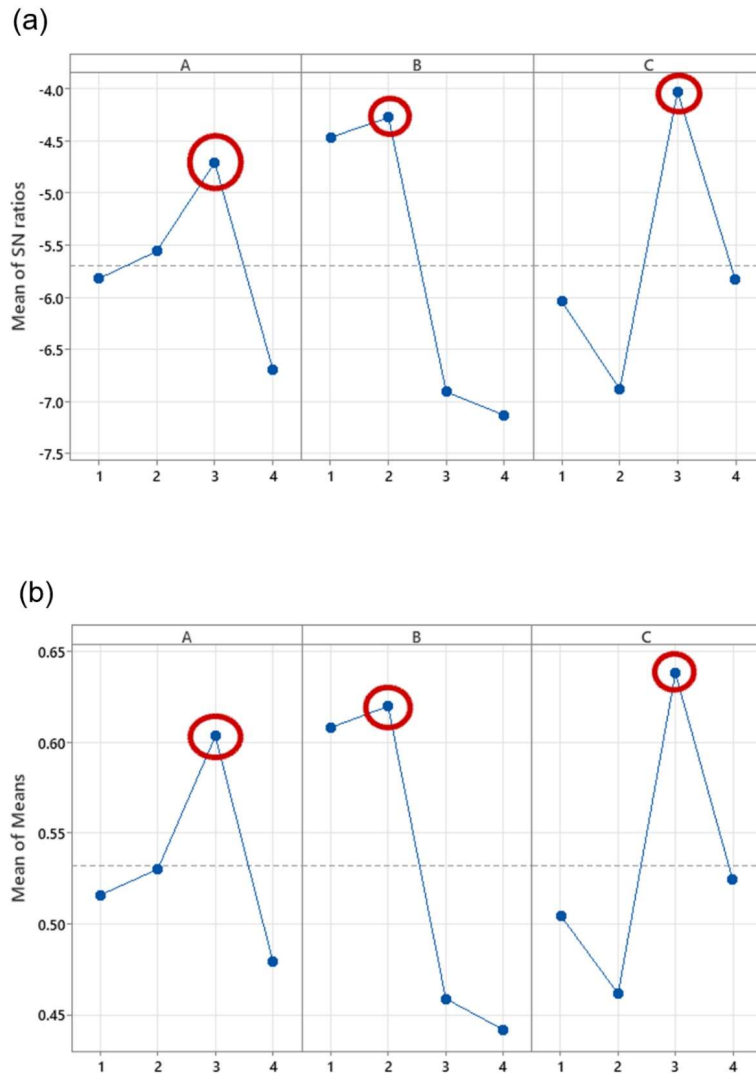 (a)
A B C
Mean of SN ratios
-4.0
-4.5
-5.0
-5.5
-6.0
-6.5
-7.0
-7.5
1 2 3 4 1 2 3 4 1 2 3 4
(b)
A B C
Mean of Means
0.65
0.60
0.55
0.50
0.45
1 2 3 4 1 2 3 4 1 2 3 4